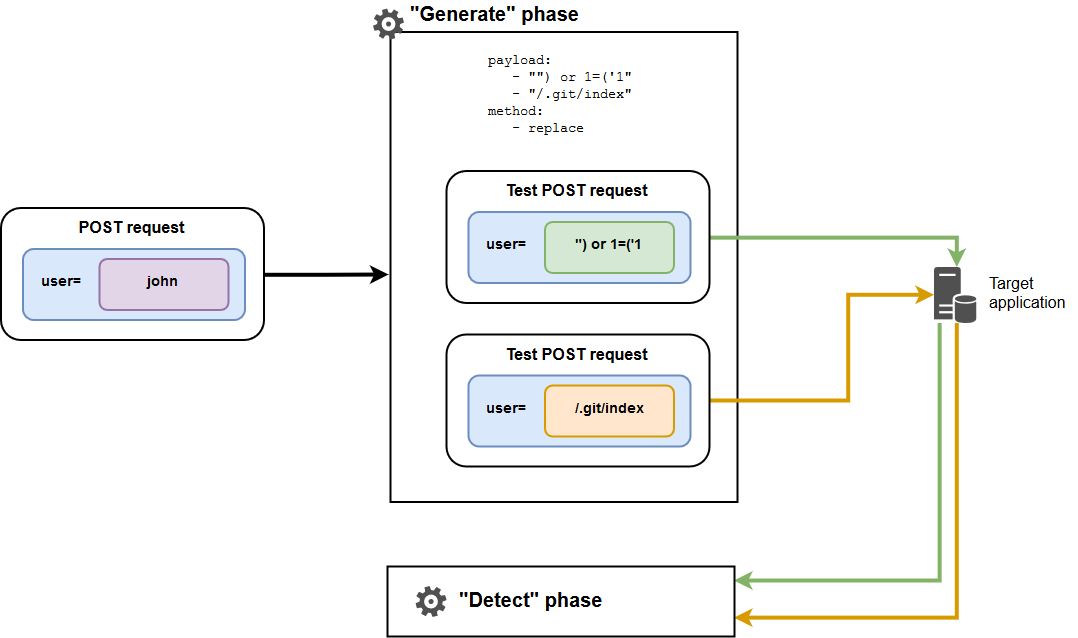 "Generate" phase
payload:
- "") or 1=('1"
- "/.git/index"
method:
- replace
POST request
user=
john
Test POST request
user=
") or 1=('1
Test POST request
user=
/.git/index
Target
application
"Detect" phase